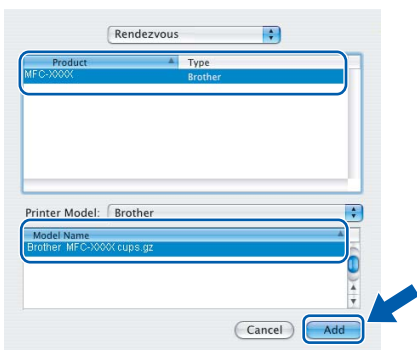 Rendezvous
Product Type
MFC-XXXX Brother
Printer Model: Brother
Model Name
Brother MFC-XXXX cups.gz
Cancel Add